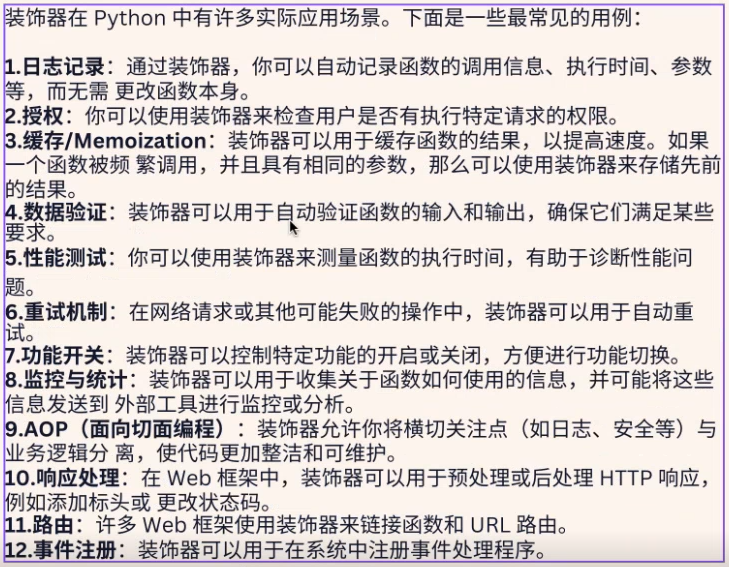 装饰器在 Python 中有许多实际应用场景。下面是一些最常见的用例：
1.日志记录：通过装饰器，你可以自动记录函数的调用信息、执行时间、参数
等，而无需 更改函数本身。
2.授权：你可以使用装饰器来检查用户是否有执行特定请求的权限。
3.缓存/Memoization：装饰器可以用于缓存函数的结果，以提高速度。如果
一个函数被频 繁调用，并且具有相同的参数，那么可以使用装饰器来存储先前
的结果。
4.数据验证：装饰器可以用于自动验证函数的输入和输出，确保它们满足某些
要求。
5.性能测试：你可以使用装饰器来测量函数的执行时间，有助于诊断性能问
题。
6.重试机制：在网络请求或其他可能失败的操作中，装饰器可以用于自动重
试。
7.功能开关：装饰器可以控制特定功能的开启或关闭，方便进行功能切换。
8.监控与统计：装饰器可以用于收集关于函数如何使用的信息，并可能将这些
信息发送到 外部工具进行监控或分析。
9.AOP（面向切面编程）：装饰器允许你将横切关注点（如日志、安全等）与
业务逻辑分 离，使代码更加整洁和可维护。
10.响应处理：在 Web 框架中，装饰器可以用于预处理或后处理 HTTP 响应，
例如添加标头或 更改状态码。
11.路由：许多 Web 框架使用装饰器来链接函数和 URL 路由。
12.事件注册：装饰器可以用于在系统中注册事件处理程序。